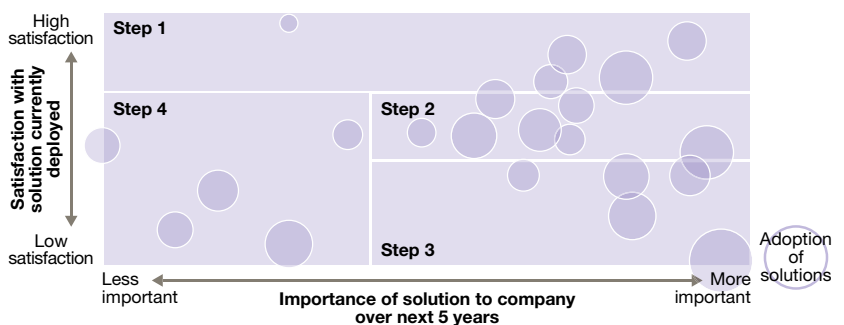 High
satisfaction
Satisfaction with
solution currently
deployed
Low
satisfaction
Step 1
Step 4
Step 2
Step 3
Adoption
of
solutions
Less
important
Importance of solution to company
over next 5 years
More
important